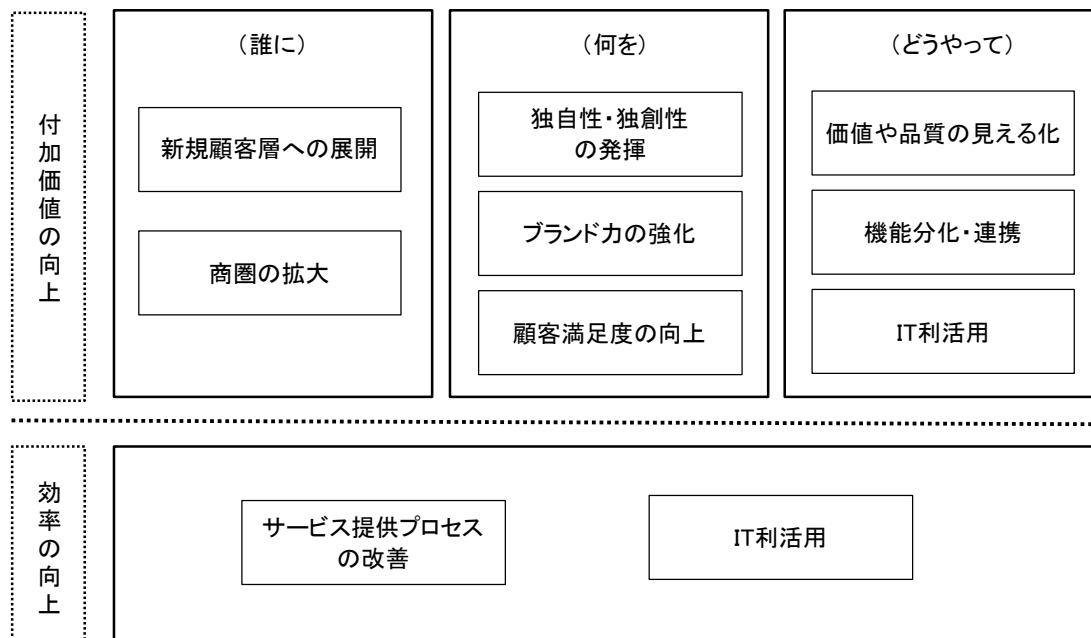 付加価値の向上
（誰に）
新規顧客層への展開
商圏の拡大
（何を）
独自性・独創性
の発揮
ブランド力の強化
顧客満足度の向上
（どうやって）
価値や品質の見える化
機能分化・連携
IT利活用
効率の向上
サービス提供プロセス
の改善
IT利活用